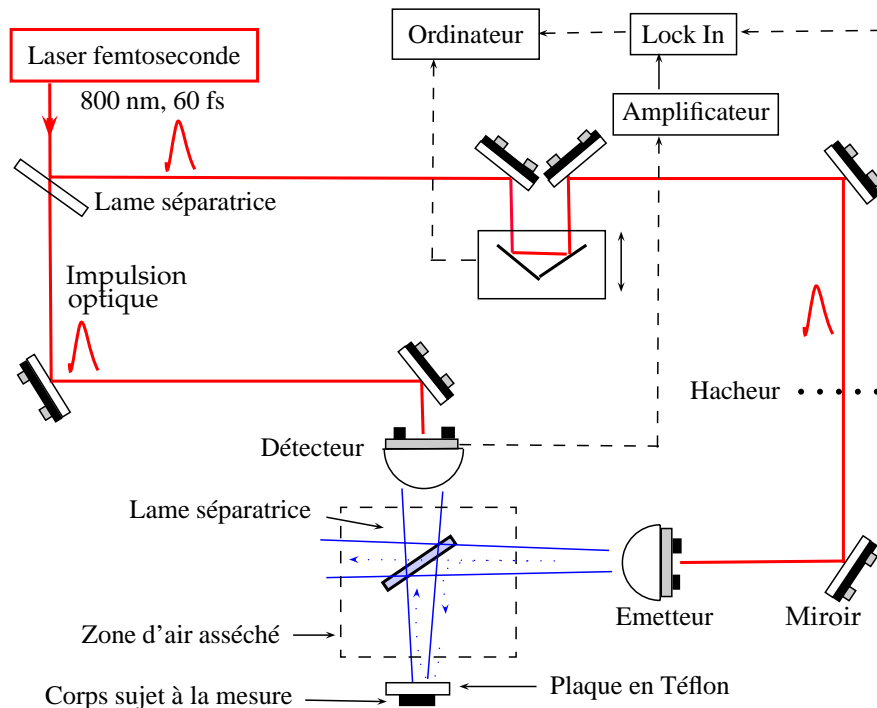 Laser femtoseconde
800 nm, 60 fs
Ordinateur
Lock In
Amplificateur
Lame séparatrice
Impulsion
optique
Hacheur
Détecteur
Lame séparatrice
Emetteur
Miroir
Zone d'air asséché
Plaque en Téflon
Corps sujet à la mesure